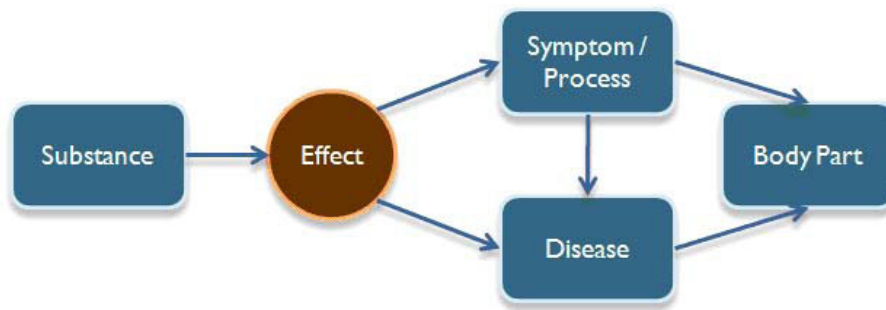 Substance
Effect
Symptom /
Process
Disease
Body Part